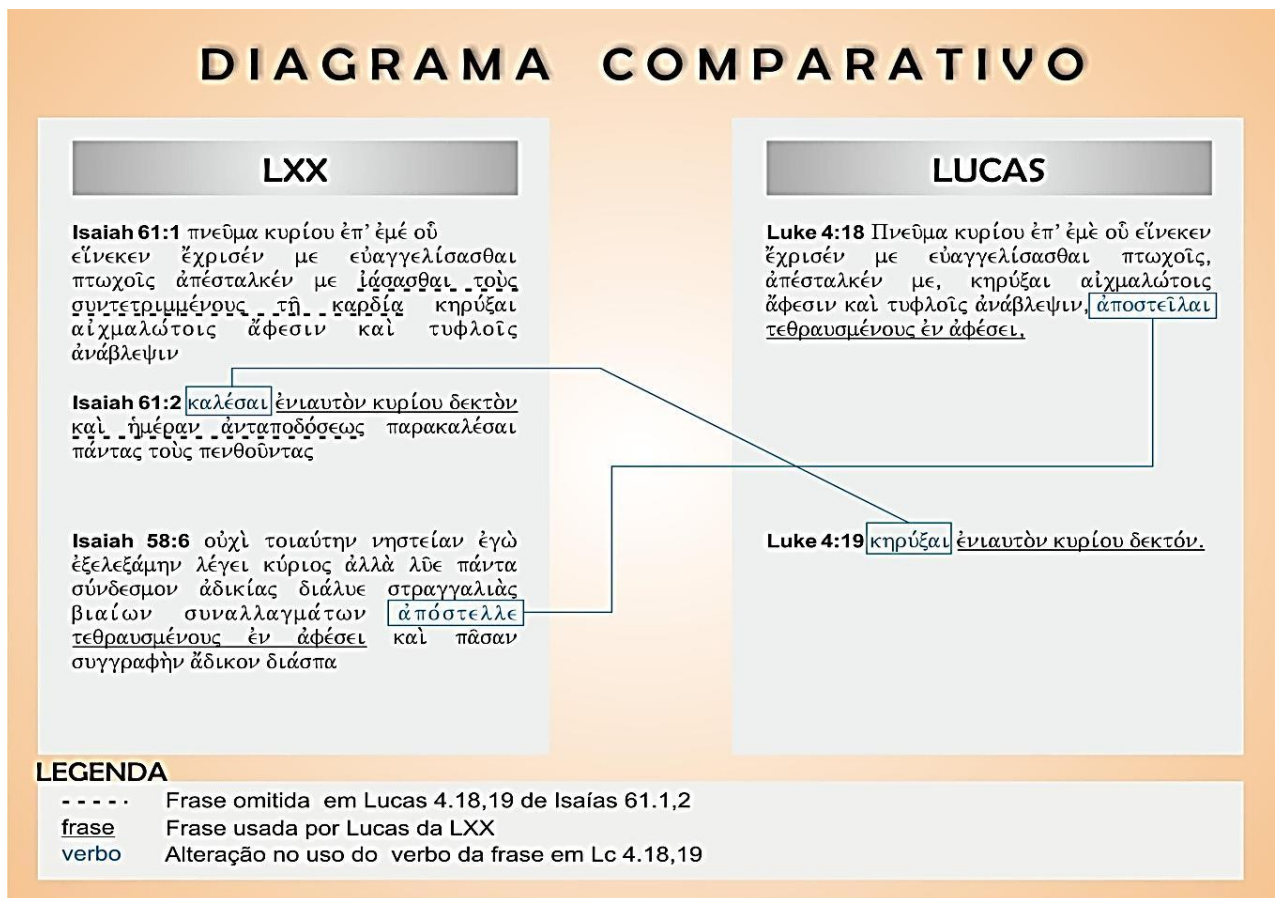 DIAGRAMA COMPARATIVO
LXX
Isaiah 61:1 πνεῦμα κυρίου ἐπ’ ἐμέ οὗ
εἵνεκεν ἔχρισέν με εὐαγγελίσασθαι
πτωχοῖς ἀπέσταλκέν με ἰάσασθαι τοὺς
συντετριμμένους τῇ καρδίᾳ κηρύξαι
αἰχμαλώτοις ἄφεσιν καὶ τυφλοῖς
ἀνάβλεψιν
Isaiah 61:2 καλέσαι ἐνιαυτὸν κυρίου δεκτὸν
καὶ ἡμέραν ἀνταποδόσεως παρακαλέσαι
πάντας τοὺς πενθοῦντας
Isaiah 58:6 οὐχὶ τοιαύτην νηστείαν ἐγὼ
ἐξελεξάμην λέγει κύριος ἀλλὰ λῦε πάντα
σύνδεσμον ἀδικίας διάλυε στραγγαλιὰς
βιαίων συναλλαγμάτων ἀπόστελλε
τεθραυσμένους ἐν ἀφέσει καὶ πᾶσαν
συγγραφὴν ἄδικον διάσπα
LUCAS
Luke 4:18 Πνεῦμα κυρίου ἐπ’ ἐμὲ οὗ εἵνεκεν
ἔχρισέν με εὐαγγελίσασθαι πτωχοῖς,
ἀπέσταλκέν με, κηρύξαι αἰχμαλώτοις
ἄφεσιν καὶ τυφλοῖς ἀνάβλεψιν, ἀποστεῖλαι
τεθραυσμένους ἐν ἀφέσει,
Luke 4:19 κηρύξαι ἐνιαυτὸν κυρίου δεκτόν.
LEGENDA
- - - - · Frase omitida em Lucas 4.18,19 de Isaías 61.1,2
frase Frase usada por Lucas da LXX
verbo Alteração no uso do verbo da frase em Lc 4.18,19